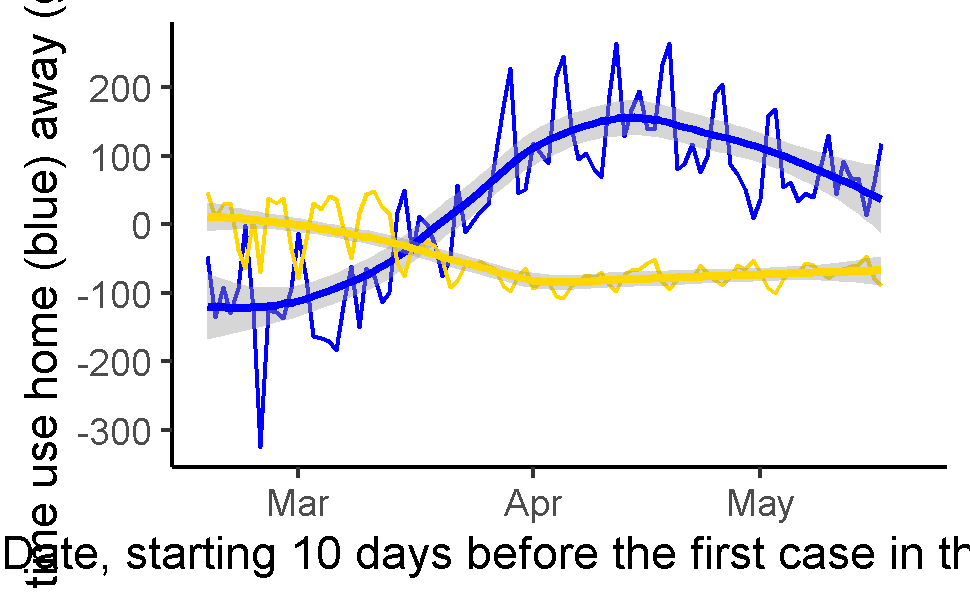 time use home (blue) away (
200
100
0
-100
-200
-300
Mar Apr May
Date, starting 10 days before the first case in th